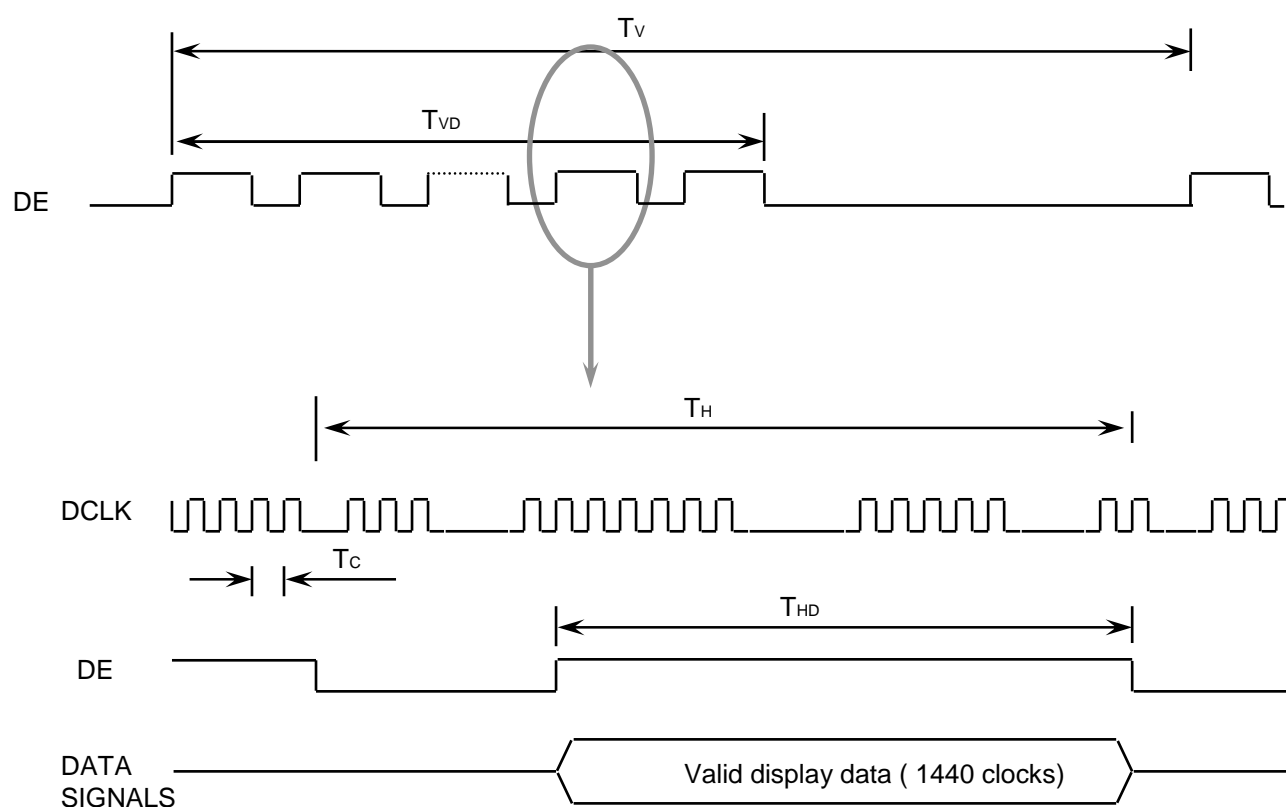 TV
TVD
DE
TH
DCLK
TC
THD
DE
DATA
SIGNALS
Valid display data ( 1440 clocks)